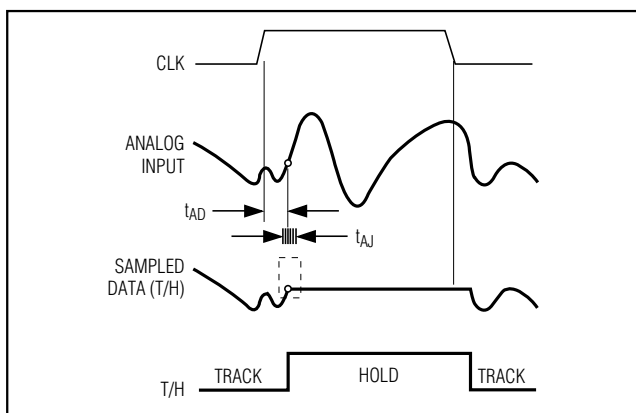 CLK
ANALOG
INPUT
tAD
tAJ
SAMPLED
DATA (T/H)
T/H
TRACK
HOLD
TRACK